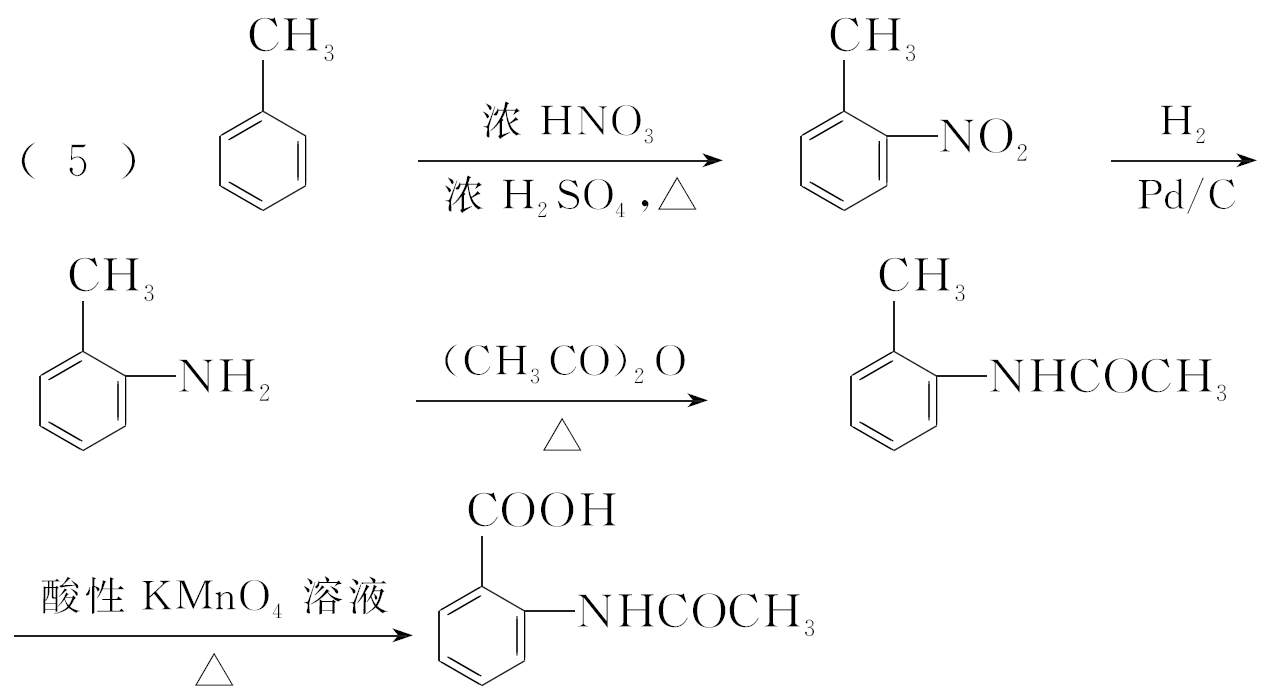 CH₃ CH₃
浓 HNO₃ H₂
( 5 ) NO₂
浓 H₂SO₄ ,△ Pd/C
CH₃ CH₃
(CH₃CO)₂O
NH₂ NHCOCH₃
△
COOH
酸性 KMnO₄ 溶液
NHCOCH₃
△